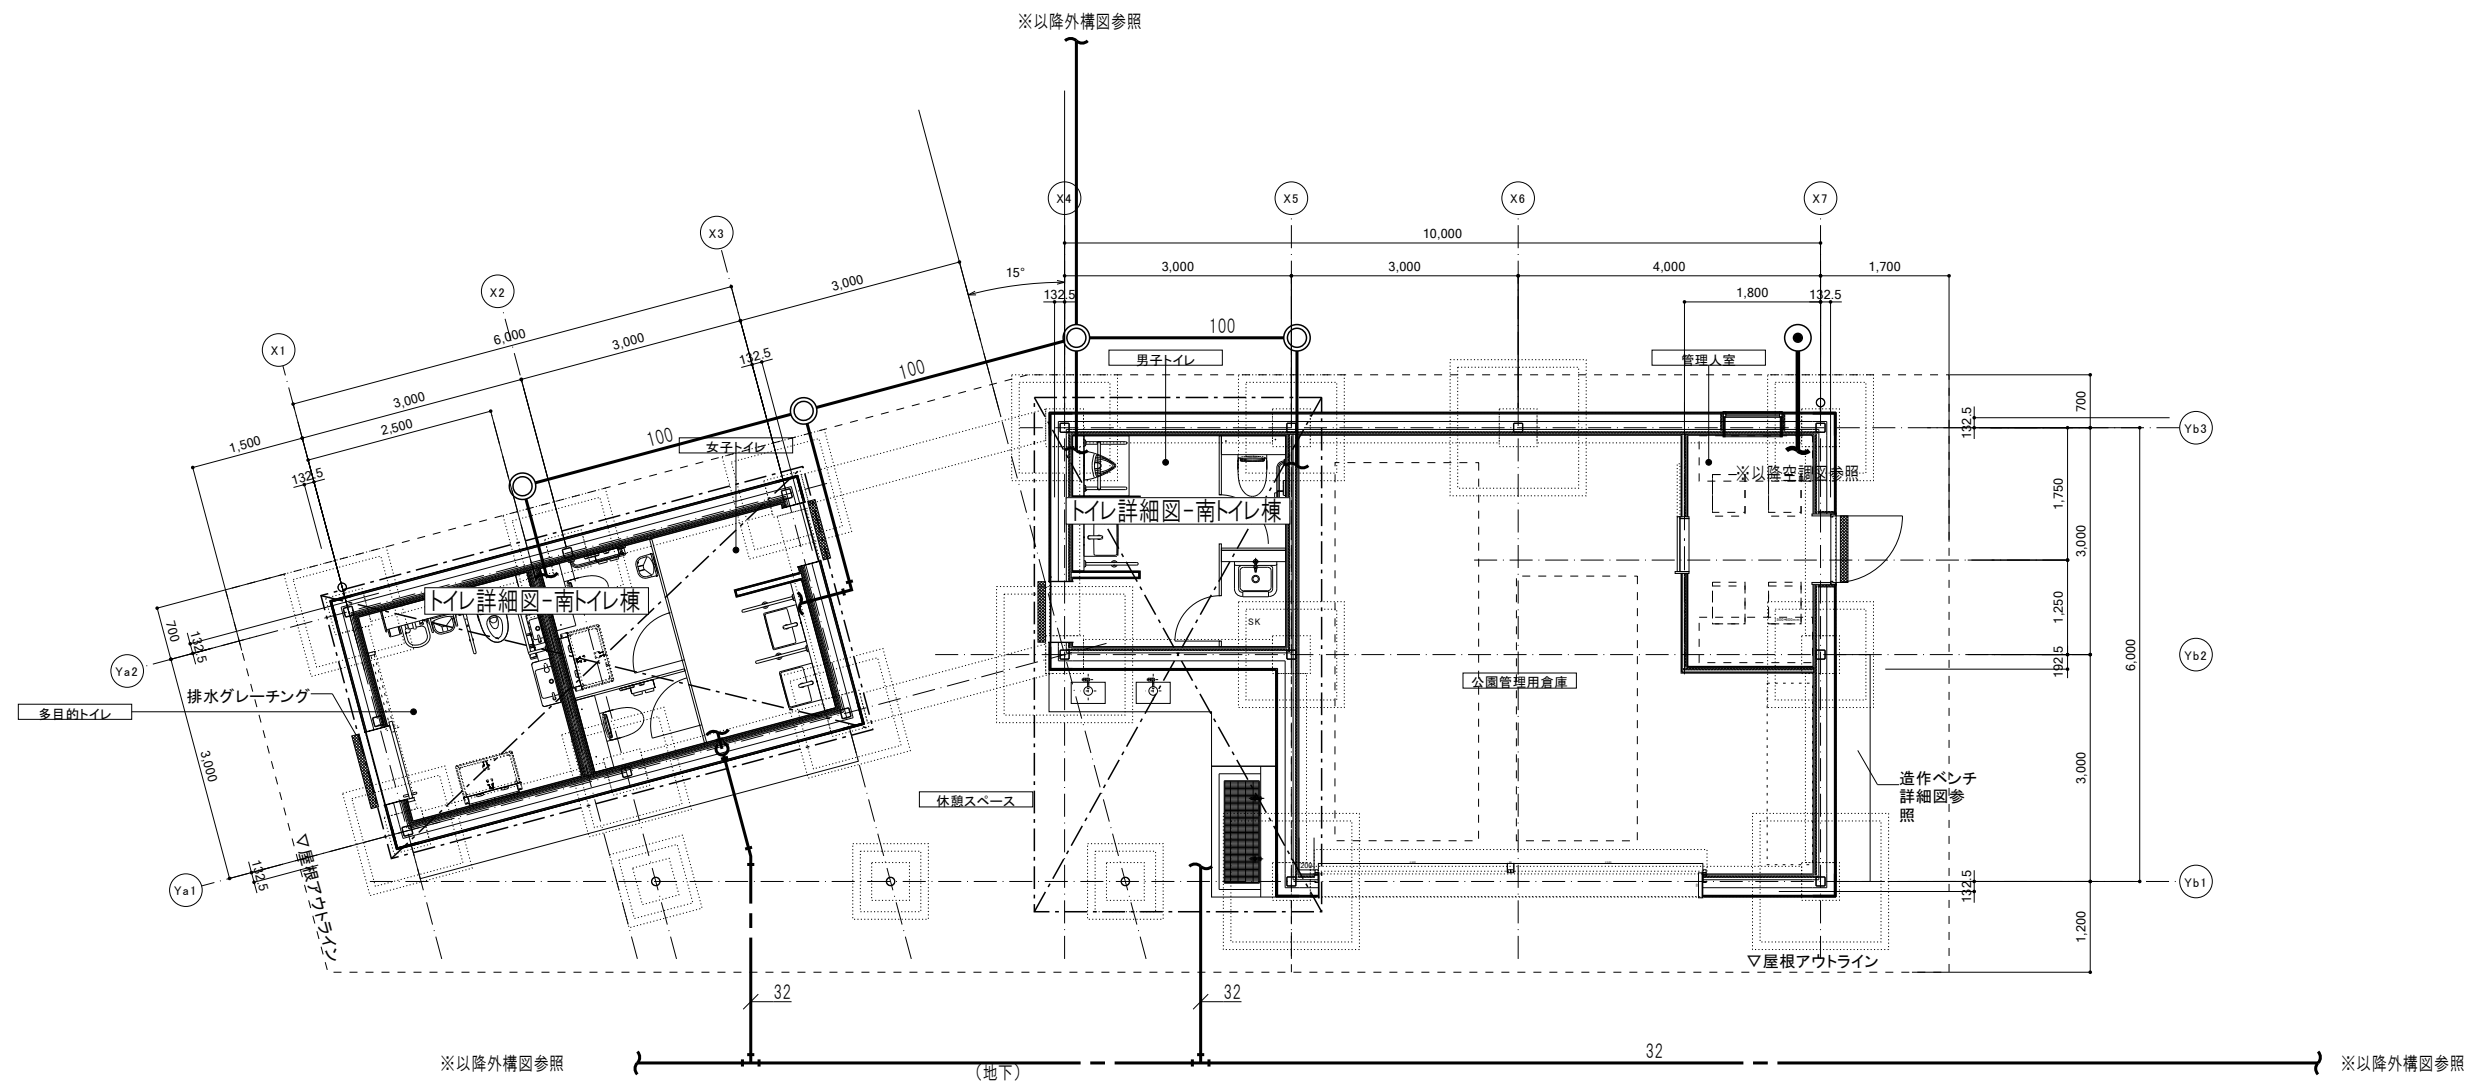 ※以降外構図参照
X4
X5
X6
X7
X3
X2
X1
10,000
3,000
3,000
4,000
1,700
15°
132.5
1,800
132.5
3,000
6,000
3,000
132.5
3,000
2,500
1,500
132.5
100
100
100
男子トイレ
管理人室
女子トイレ
700
132.5
Yb3
※以降空調図参照
1,750
3,000
トイレ詳細図-南トイレ棟
トイレ詳細図-南トイレ棟
1,250
SK
6,000
700
132.5
Ya2
192.5
Yb2
排水グレーチング
多目的トイレ
公園管理用倉庫
3,000
3,000
休憩スペース
造作ベンチ
詳細図参
照
▽屋根アウトライン
132.5
Ya1
200
132.5
Yb1
1,200
▽屋根アウトライン
32
32
32
※以降外構図参照
(地下)
※以降外構図参照